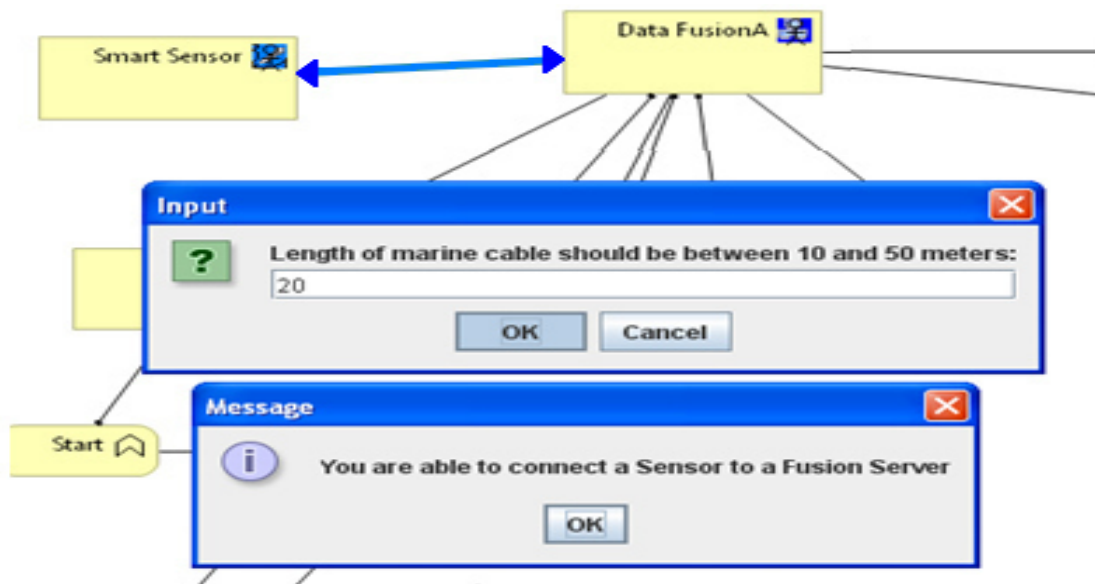 Data FusionA
Smart Sensor
Input
?
Length of marine cable should be between 10 and 50 meters:
20
OK Cancel
Message
Start
i
You are able to connect a Sensor to a Fusion Server
OK